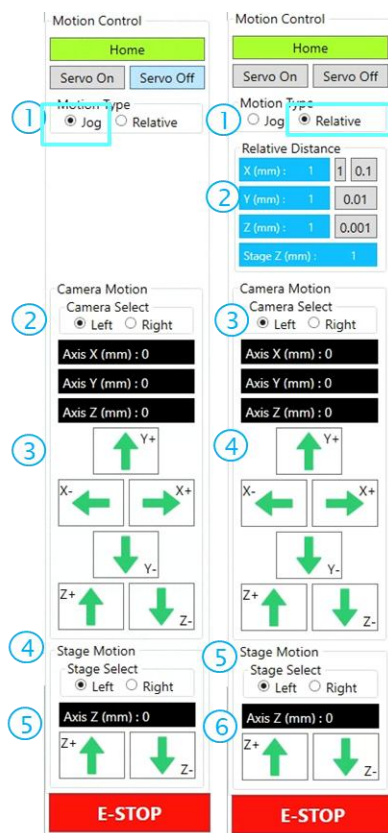 Motion Control
Home
Servo On Servo Off
Motion Type
① Jog Relative
Camera Motion
Camera Select
② Left Right
Axis X (mm) : 0
Axis Y (mm) : 0
Axis Z (mm) : 0
③
Y+
X- X+
Y-
Z+ Z-
④ Stage Motion
Stage Select
Left Right
⑤ Axis Z (mm) : 0
Z+ Z-
E-STOP
Motion Control
Home
Servo On Servo Off
Motion Type
① Jog Relative
Relative Distance
X (mm) : 1 1 0.1
② Y (mm) : 1 0.01
Z (mm) : 1 0.001
Stage Z (mm) : 1
Camera Motion
Camera Select
③ Left Right
Axis X (mm) : 0
Axis Y (mm) : 0
Axis Z (mm) : 0
④
Y+
X- X+
Y-
Z+ Z-
⑤ Stage Motion
Stage Select
Left Right
⑥ Axis Z (mm) : 0
Z+ Z-
E-STOP